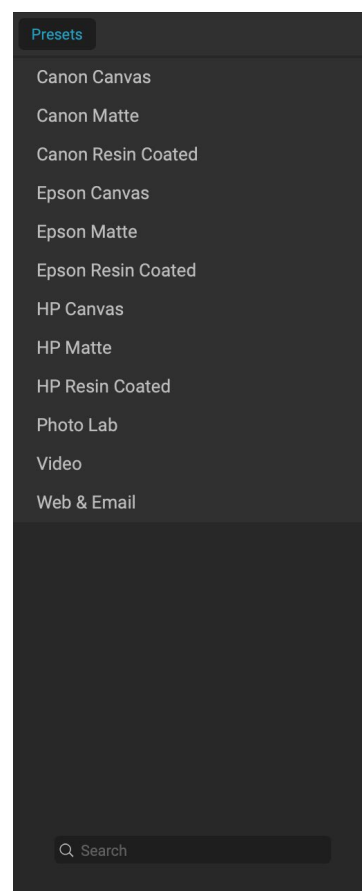 Presets
Canon Canvas
Canon Matte
Canon Resin Coated
Epson Canvas
Epson Matte
Epson Resin Coated
HP Canvas
HP Matte
HP Resin Coated
Photo Lab
Video
Web & Email
Search